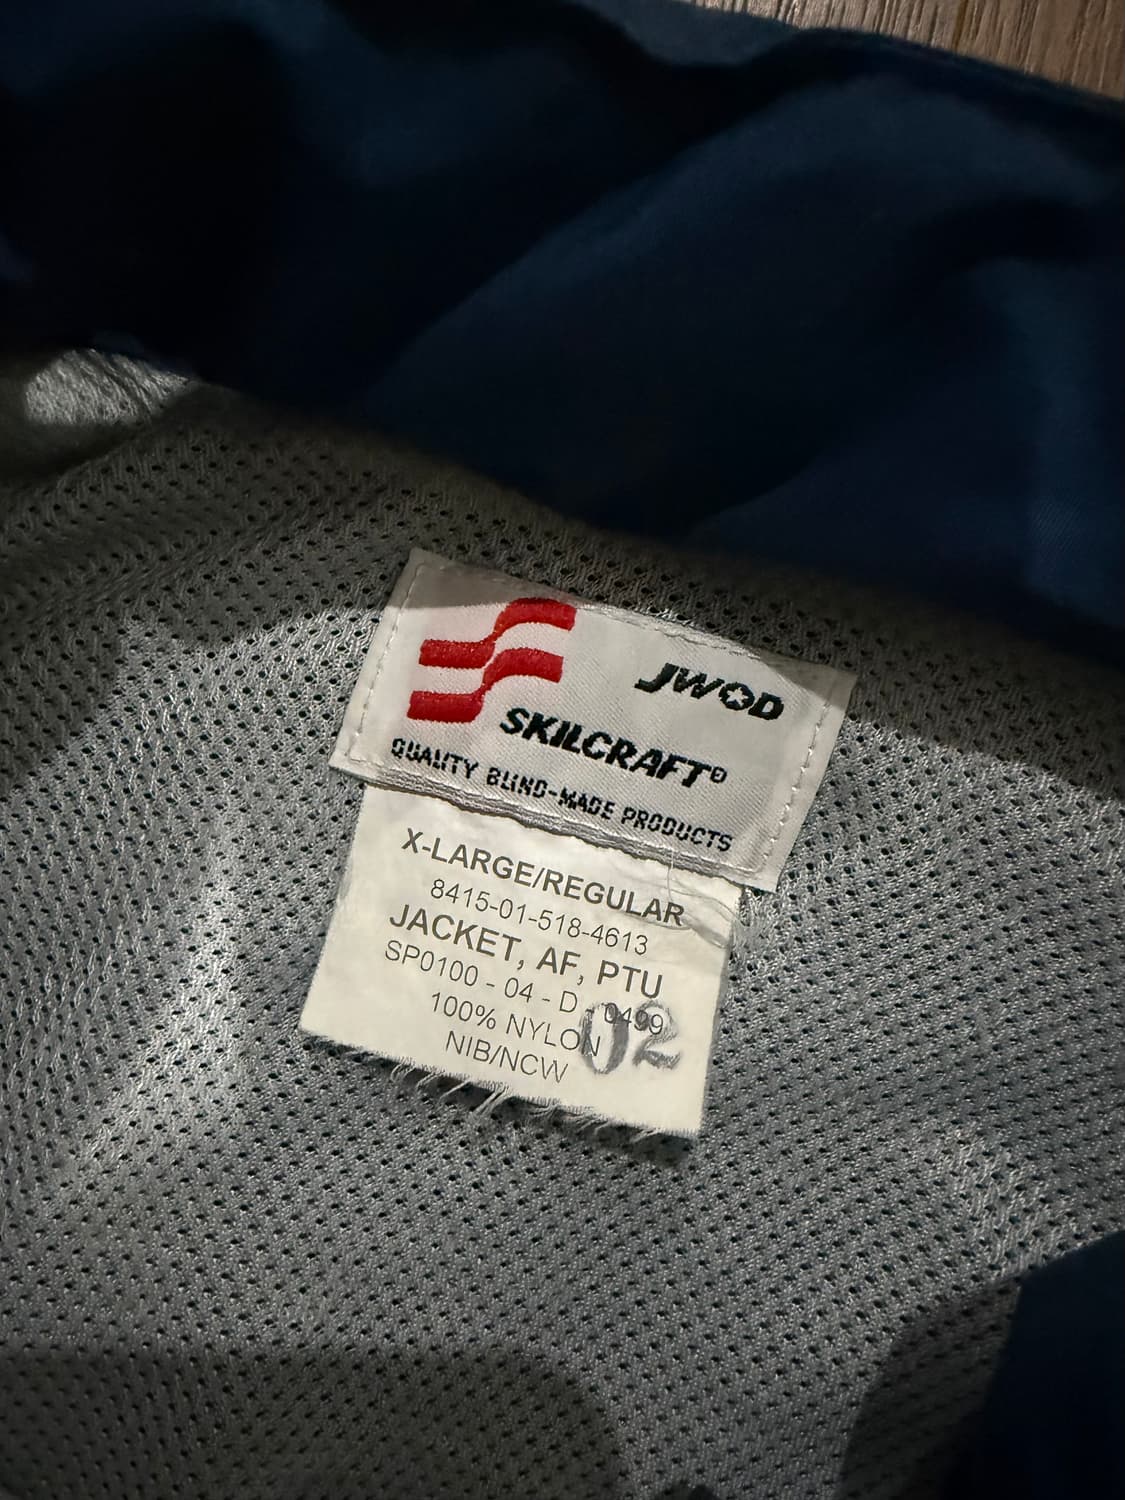 JWOD
SKILCRAFT®
QUALITY BLIND-MADE PRODUCTS
X-LARGE/REGULAR
8415-01-518-4613
JACKET, AF, PTU
SP0100 - 04 - D - 0499
100% NYLON
02
NIB/NCW